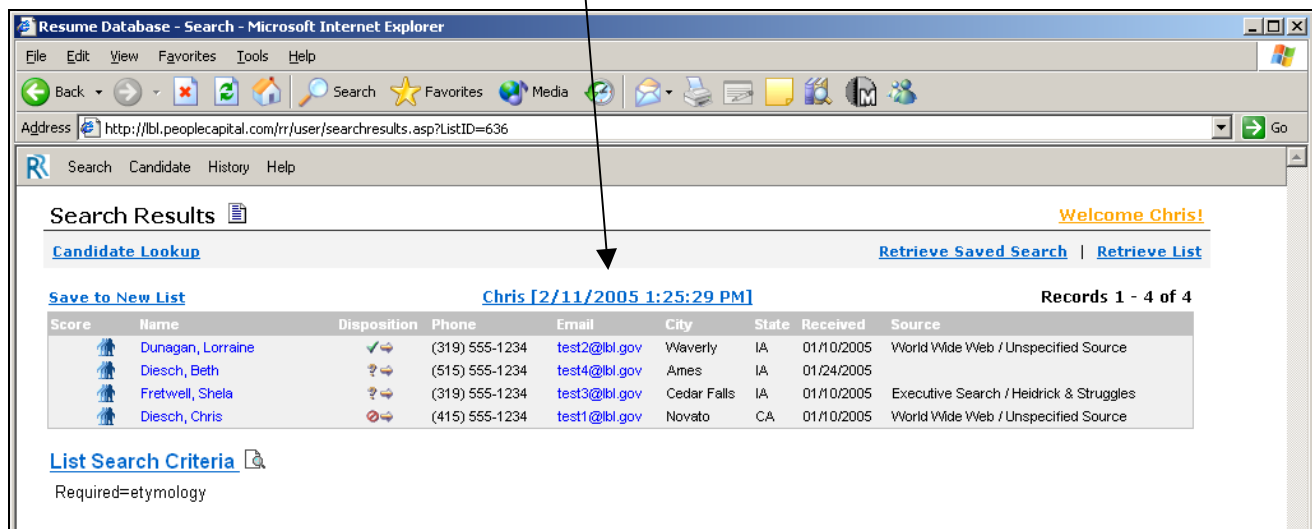 Resume Database - Search - Microsoft Internet Explorer
File Edit View Favorites Tools Help
Back Search Favorites Media
Address http://lbl.peoplecapital.com/rr/user/searchresults.asp?ListID=636 Go
RR Search Candidate History Help
Search Results Welcome Chris!
Candidate Lookup Retrieve Saved Search | Retrieve List
Save to New List Chris [2/11/2005 1:25:29 PM] Records 1 - 4 of 4
Score Name Disposition Phone Email City State Received Source
Dunagan, Lorraine (319) 555-1234 test2@lbl.gov Waverly IA 01/10/2005 World Wide Web / Unspecified Source
Diesch, Beth (515) 555-1234 test4@lbl.gov Ames IA 01/24/2005
Fretwell, Shela (319) 555-1234 test3@lbl.gov Cedar Falls IA 01/10/2005 Executive Search / Heidrick & Struggles
Diesch, Chris (415) 555-1234 test1@lbl.gov Novato CA 01/10/2005 World Wide Web / Unspecified Source
List Search Criteria
Required=etymology